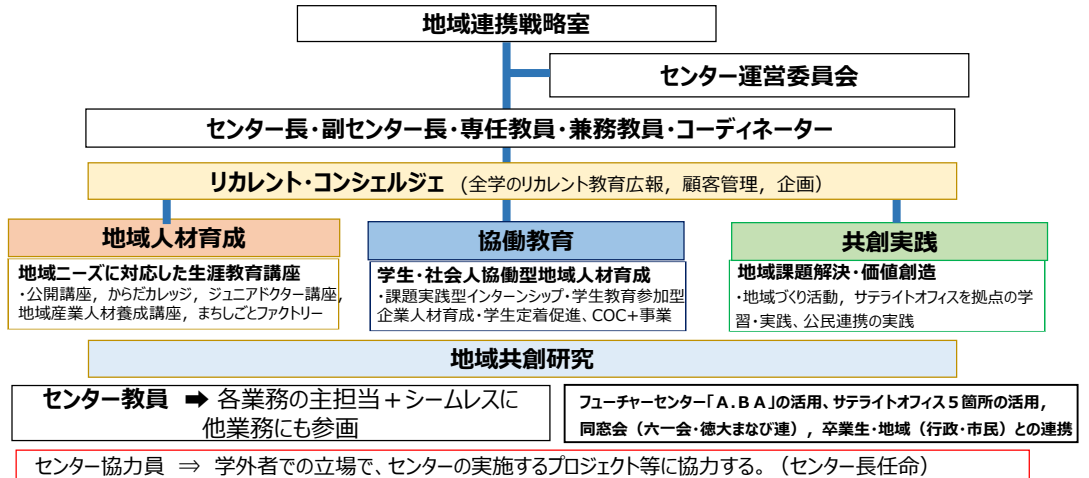 地域連携戦略室
センター運営委員会
センター長・副センター長・専任教員・兼務教員・コーディネーター
リカレント・コンシェルジェ (全学のリカレント教育広報，顧客管理，企画）
地域人材育成
地域ニーズに対応した生涯教育講座
・公開講座，からだカレッジ，ジュニアドクター講座，
地域産業人材養成講座，まちしごとファクトリー
協働教育
学生・社会人協働型地域人材育成
・課題実践型インターンシップ・学生教育参加型
企業人材育成・学生定着促進、COC+事業
共創実践
地域課題解決・価値創造
・地域づくり活動，サテライトオフィスを拠点の学
習・実践、公民連携の実践
地域共創研究
センター教員 ➡ 各業務の主担当＋シームレスに
他業務にも参画
フューチャーセンター「A.BA」の活用、サテライトオフィス５箇所の活用，
同窓会（六一会・徳大まなび連），卒業生・地域（行政・市民）との連携
センター協力員 ⇒ 学外者での立場で、センターの実施するプロジェクト等に協力する。（センター長任命）